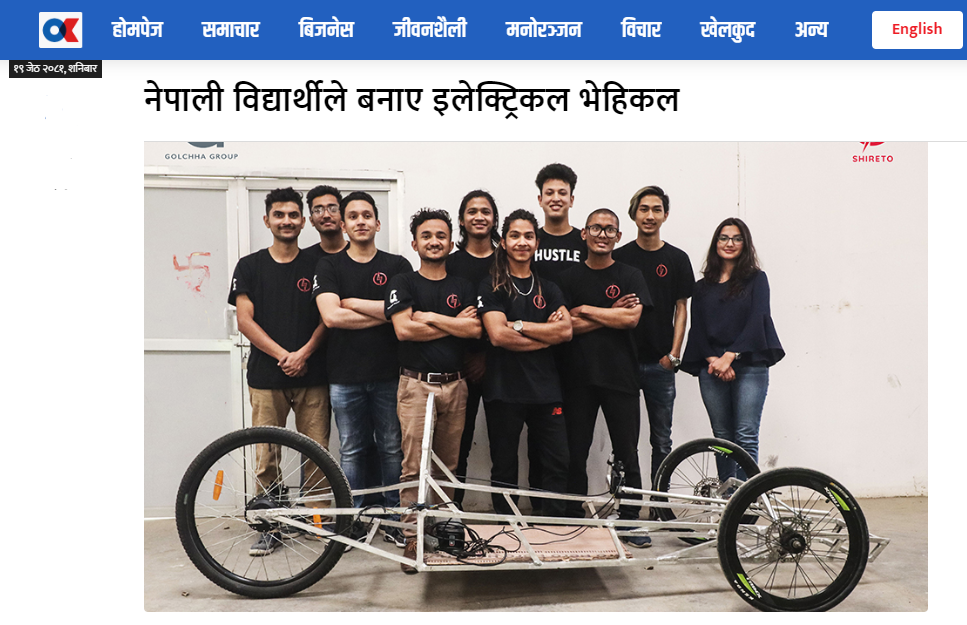 होमपेज समाचार बिजनेस जीवनशैली मनोरञ्जन विचार खेलकुद अन्य English
१९ जेठ २०८१, शनिबार
नेपाली विद्यार्थीले बनाए इलेक्ट्रिकल भेहिकल
GOLCHHA GROUP
SHIRETO
HUSTLE